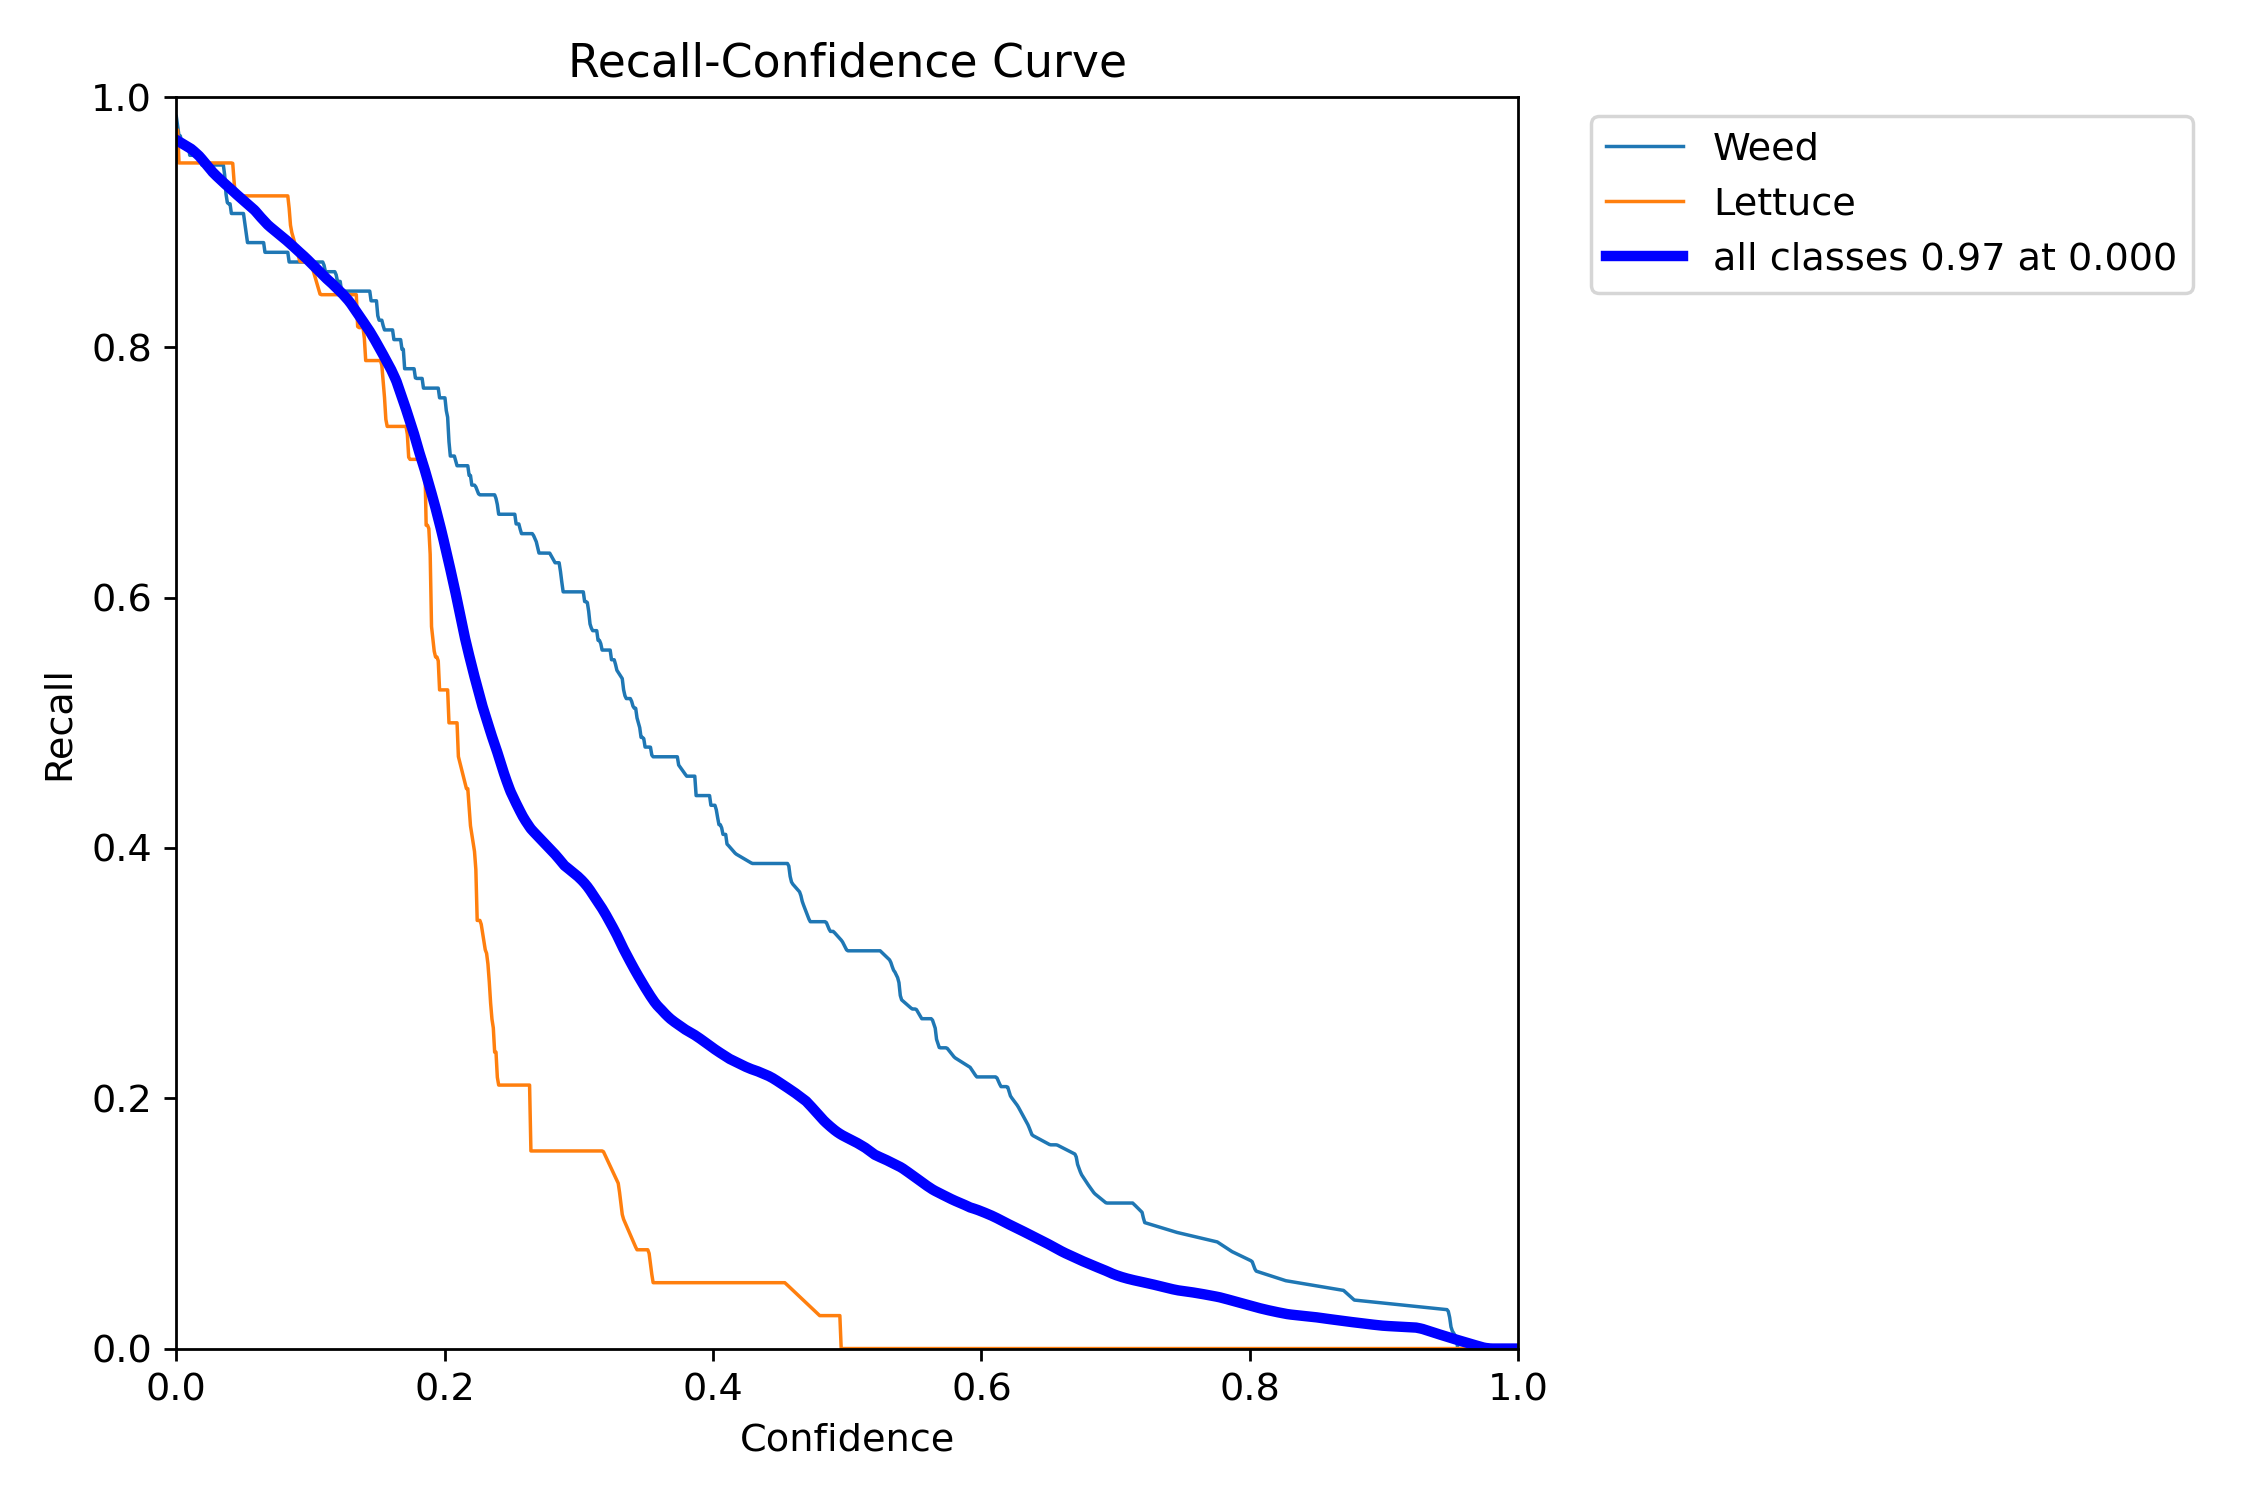 Recall-Confidence Curve
Weed
Lettuce
all classes 0.97 at 0.000
1.0
0.8
0.6
0.4
0.2
0.0
Recall
0.0 0.2 0.4 0.6 0.8 1.0
Confidence